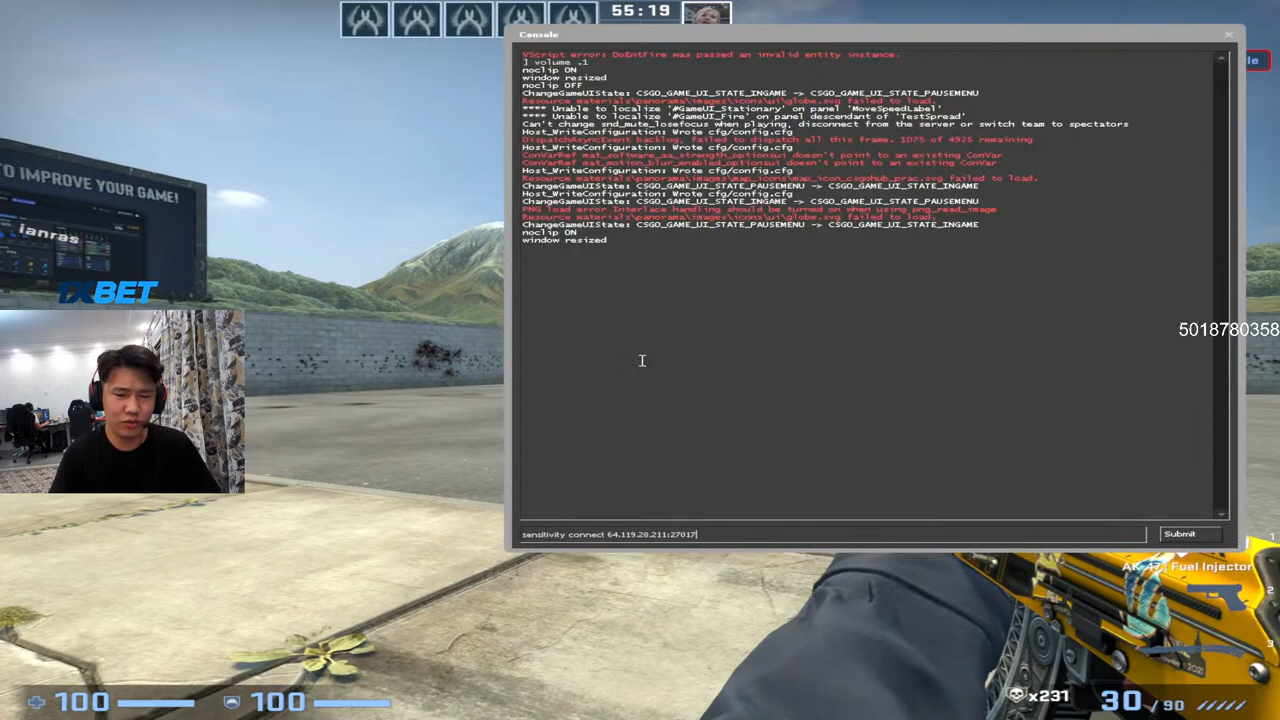 55:19
Console
VScript error: DoEntFire was passed an invalid entity instance.
] volume .1
noclip ON
window resized
noclip OFF
ChangeGameUIState: CSGO_GAME_UI_STATE_INGAME -> CSGO_GAME_UI_STATE_PAUSEMENU
Resource materials\panorama\images\icons\ui\globe.svg failed to load.
**** Unable to localize '#GameUI_Stationary' on panel 'MoveSpeedLabel'
**** Unable to localize '#GameUI_Fire' on panel descendant of 'TestSpread'
Can't change snd_mute_losefocus when playing, disconnect from the server or switch team to spectators
Host_WriteConfiguration: Wrote cfg/config.cfg
DispatchAsyncEvent backlog, failed to dispatch all this frame. 1075 of 4925 remaining
Host_WriteConfiguration: Wrote cfg/config.cfg
ConVarRef mat_software_aa_strength_optionsui doesn't point to an existing ConVar
ConVarRef mat_motion_blur_enabled_optionsui doesn't point to an existing ConVar
Host_WriteConfiguration: Wrote cfg/config.cfg
Resource materials\panorama\images\map_icons\map_icon_csgohub_prac.svg failed to load.
ChangeGameUIState: CSGO_GAME_UI_STATE_PAUSEMENU -> CSGO_GAME_UI_STATE_INGAME
Host_WriteConfiguration: Wrote cfg/config.cfg
ChangeGameUIState: CSGO_GAME_UI_STATE_INGAME -> CSGO_GAME_UI_STATE_PAUSEMENU
PNG load error Interlace handling should be turned on when using png_read_image
Resource materials\panorama\images\icons\ui\globe.svg failed to load.
ChangeGameUIState: CSGO_GAME_UI_STATE_PAUSEMENU -> CSGO_GAME_UI_STATE_INGAME
noclip ON
window resized
sensitivity connect 64.119.28.211:27017
Submit
TO IMPROVE YOUR GAME!
ianras
1XBET
5018780358
1
AK-47 | Fuel Injector
2
3
100
100
x231
30 / 90